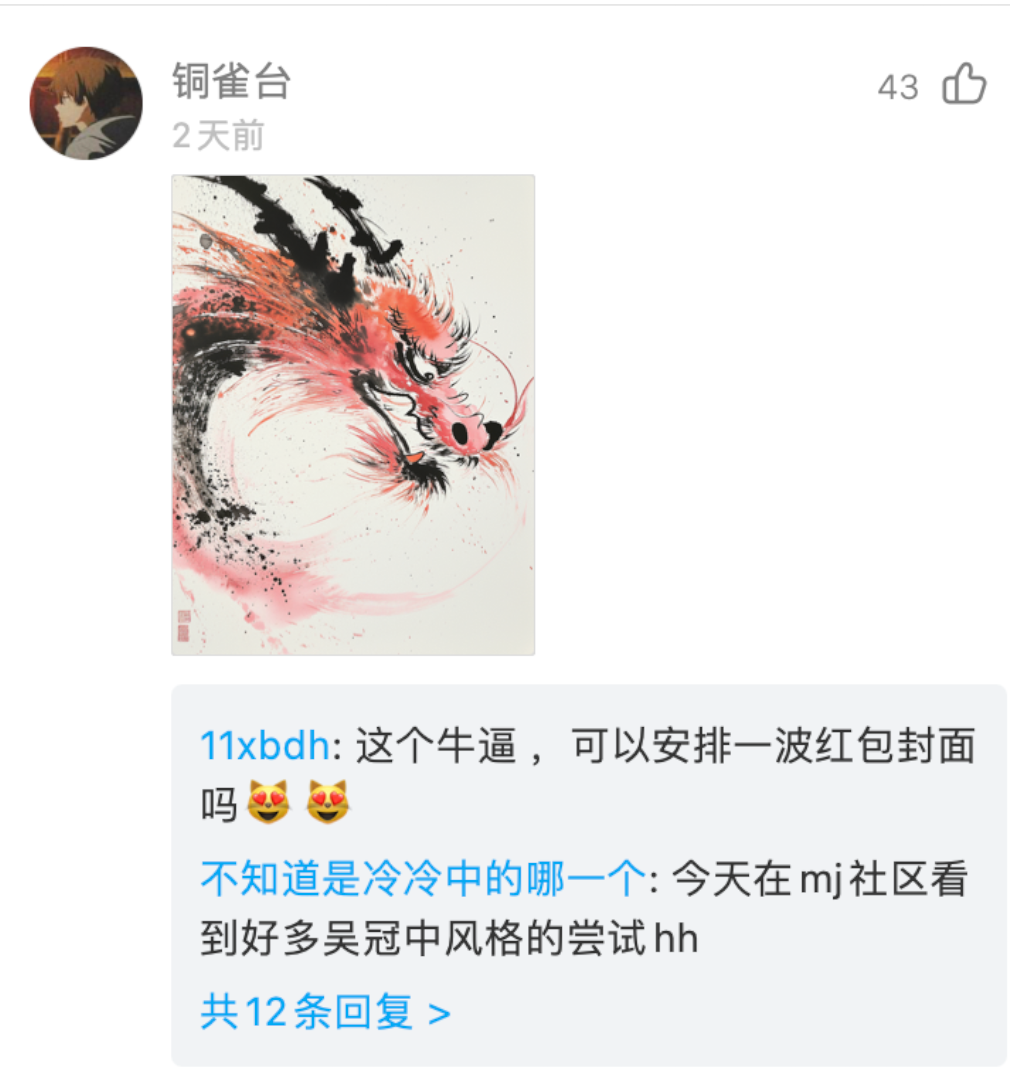 铜雀台
43
2天前
11xbdh: 这个牛逼，可以安排一波红包封面
吗😻 😻
不知道是冷冷中的哪一个: 今天在mj社区看
到好多吴冠中风格的尝试hh
共12条回复 >